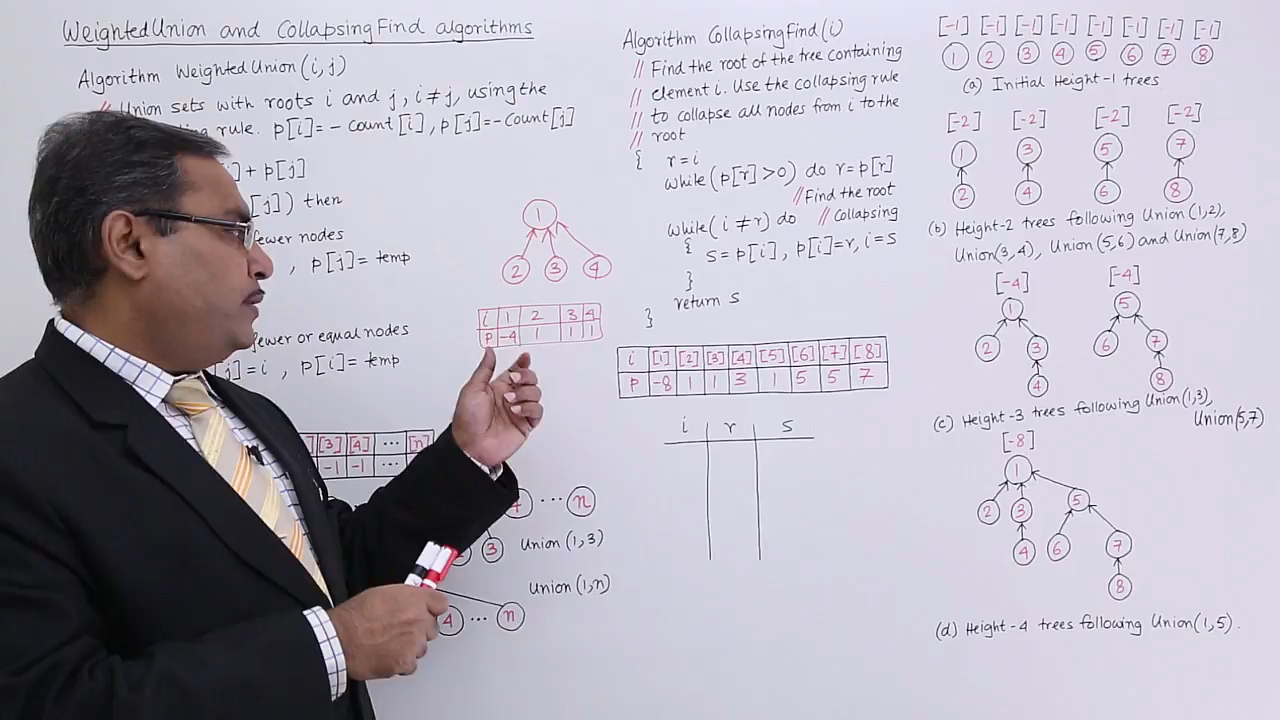 WeightedUnion and CollapsingFind algorithms
Algorithm WeightedUnion(i,j)
// Union sets with roots i and j, i≠j, using the
rule. p[i]=-count[i], p[j]=-count[j]
]+p[j]
[j]) then
fewer nodes
, p[j]=temp
fewer or equal nodes
]=i , p[i]=temp
[3] [4] ... [n]
-1 -1 ...
1
2 3 4
i 1 2 3 4
P -4 1 1 1
4 ... n
3 Union(1,3)
Union(1,n)
4 ... n
Algorithm CollapsingFind(i)
// Find the root of the tree containing
// element i. Use the collapsing rule
// to collapse all nodes from i to the
// root
{ r=i
while(p[r]>0) do r=p[r]
// Find the root
while(i≠r) do // Collapsing
{ s=p[i], p[i]=r, i=s
}
return s
}
i [1] [2] [3] [4] [5] [6] [7] [8]
P -8 1 1 3 1 5 5 7
i r s
[-1] [-1] [-1] [-1] [-1] [-1] [-1] [-1]
1 2 3 4 5 6 7 8
(a) Initial Height-1 trees
[-2] [-2] [-2] [-2]
1 3 5 7
2 4 6 8
(b) Height-2 trees following Union(1,2),
Union(3,4), Union(5,6) and Union(7,8)
[-4] [-4]
1 5
2 3 6 7
4 8
(c) Height-3 trees following Union(1,3),
Union(5,7)
[-8]
1
2 3 5
4 6 7
8
(d) Height-4 trees following Union(1,5).